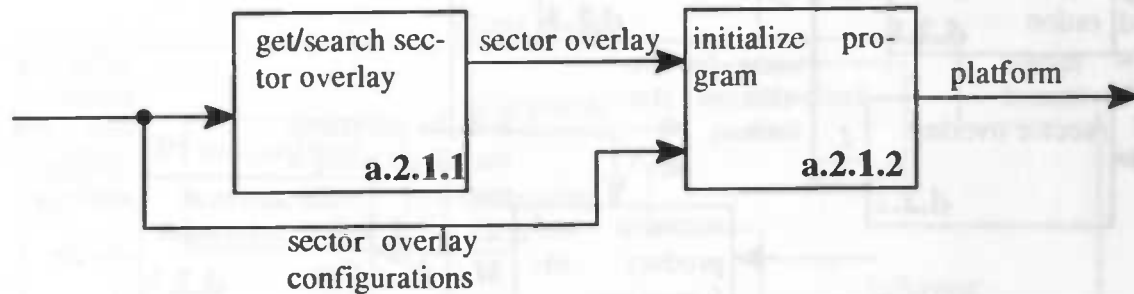 get/search sec-
tor overlay
a.2.1.1
sector overlay
initialize pro-
gram
a.2.1.2
platform
sector overlay
configurations
product